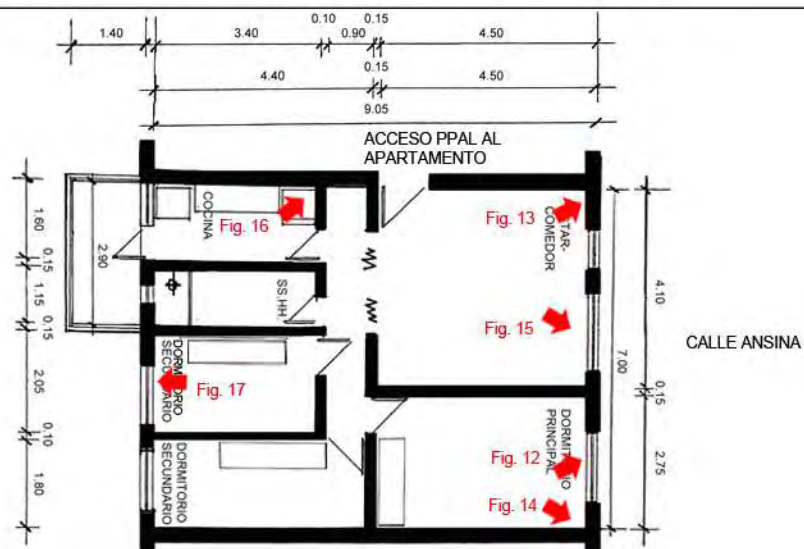 0.10
0.15
1.40
3.40
0.90
4.50
0.15
4.40
4.50
9.05
ACCESO PPAL AL
APARTAMENTO
COCINA
Fig. 16
Fig. 13
ESTAR-
COMEDOR
1.60
2.90
0.15
SS.HH.
1.15
Fig. 15
4.10
0.15
CALLE ANSINA
7.00
DORMITORIO
SECUNDARIO
Fig. 17
2.05
0.15
0.10
DORMITORIO
PRINCIPAL
Fig. 12
2.75
DORMITORIO
SECUNDARIO
1.80
Fig. 14